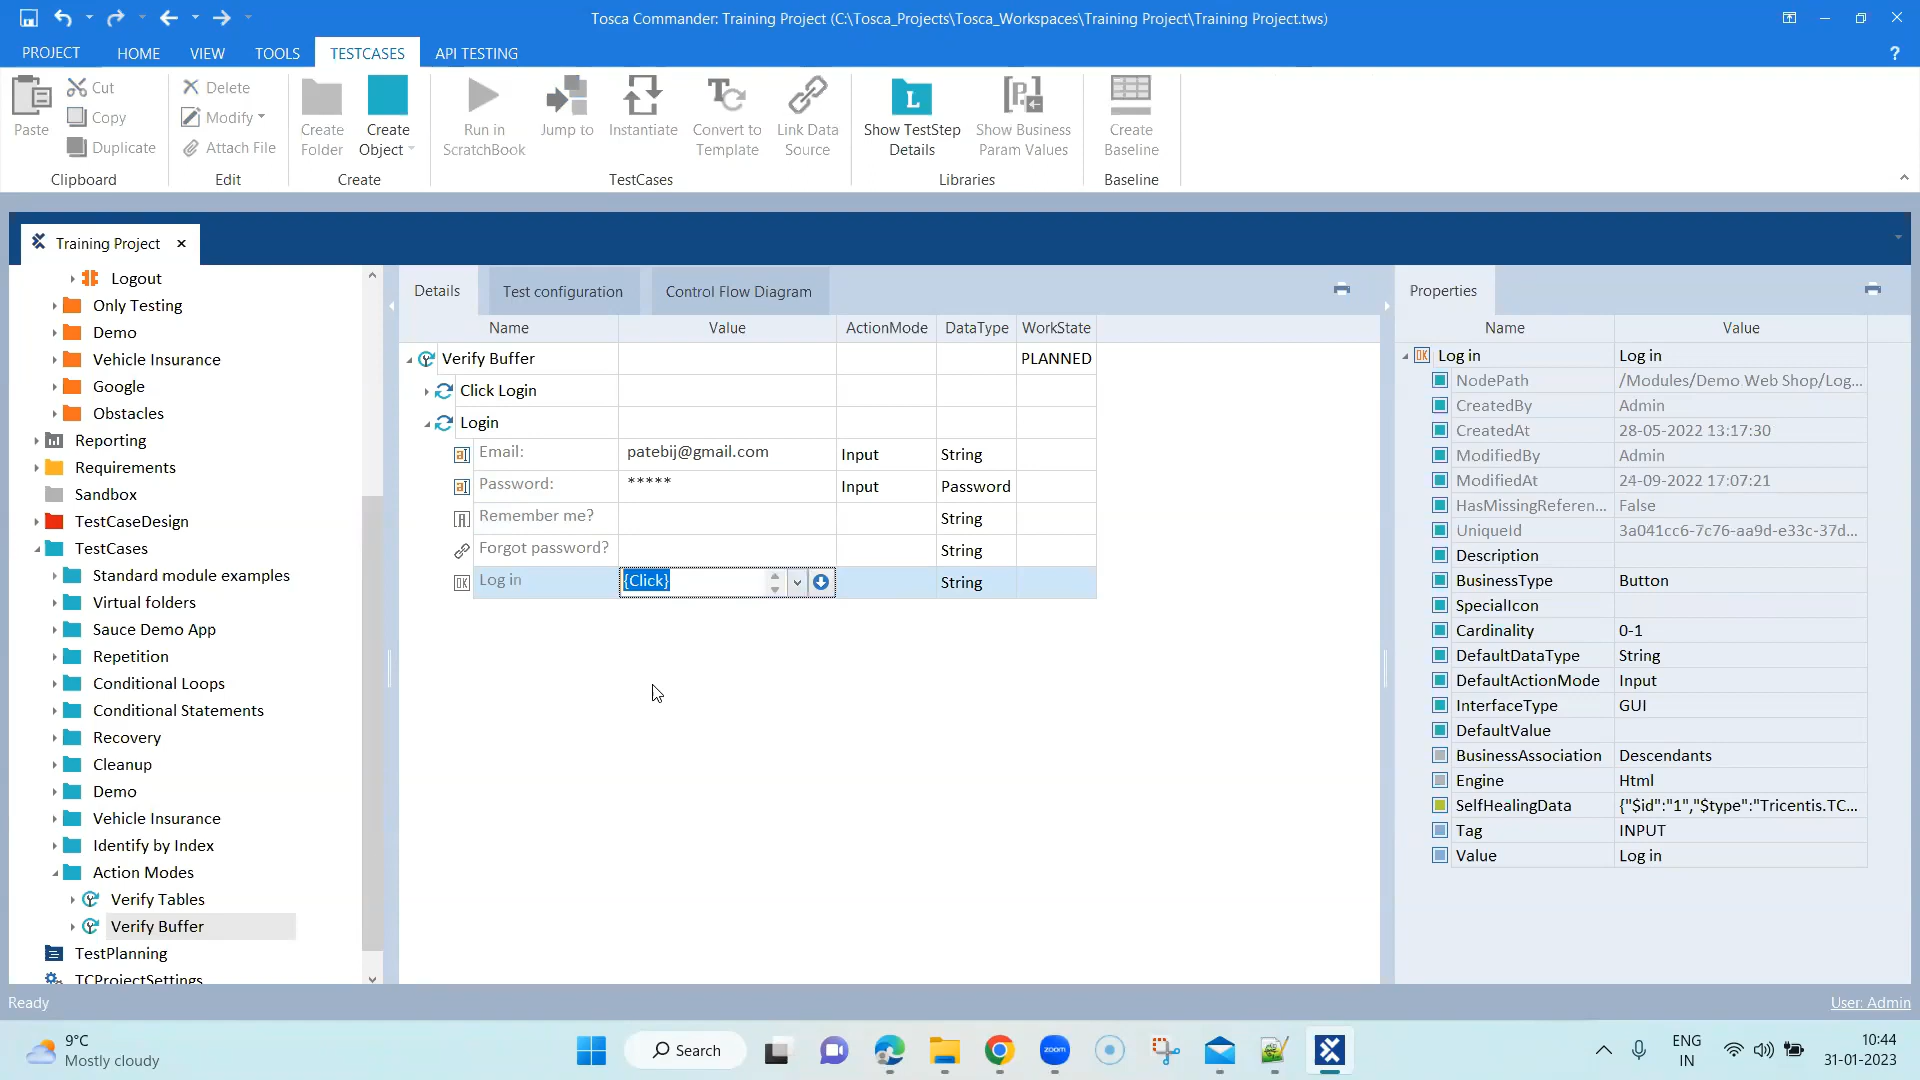 Tosca Commander: Training Project (C:\Tosca_Projects\Tosca_Workspaces\Training Project\Training Project.tws)
PROJECT HOME VIEW TOOLS TESTCASES API TESTING ?
Paste
Cut
Copy
Duplicate
Clipboard
Delete
Modify
Attach File
Edit
Create Folder
Create Object
Create
Run in ScratchBook
Jump to
Instantiate
Convert to Template
Link Data Source
TestCases
L
Show TestStep Details
Show Business Param Values
Libraries
Create Baseline
Baseline
Training Project
Logout
Only Testing
Demo
Vehicle Insurance
Google
Obstacles
Reporting
Requirements
Sandbox
TestCaseDesign
TestCases
Standard module examples
Virtual folders
Sauce Demo App
Repetition
Conditional Loops
Conditional Statements
Recovery
Cleanup
Demo
Vehicle Insurance
Identify by Index
Action Modes
Verify Tables
Verify Buffer
TestPlanning
TCProjectSettings
Details Test configuration Control Flow Diagram
Name Value ActionMode DataType WorkState
Verify Buffer PLANNED
Click Login
Login
Email: patebij@gmail.com Input String
Password: ***** Input Password
Remember me? String
Forgot password? String
Log in {Click} String
Properties
Name Value
Log in Log in
NodePath /Modules/Demo Web Shop/Log...
CreatedBy Admin
CreatedAt 28-05-2022 13:17:30
ModifiedBy Admin
ModifiedAt 24-09-2022 17:07:21
HasMissingReferen... False
UniqueId 3a041cc6-7c76-aa9d-e33c-37d...
Description
BusinessType Button
SpecialIcon
Cardinality 0-1
DefaultDataType String
DefaultActionMode Input
InterfaceType GUI
DefaultValue
BusinessAssociation Descendants
Engine Html
SelfHealingData {"$id":"1","$type":"Tricentis.TC...
Tag INPUT
Value Log in
Ready User: Admin
9°C
Mostly cloudy
Search
zoom
ENG
IN
10:44
31-01-2023